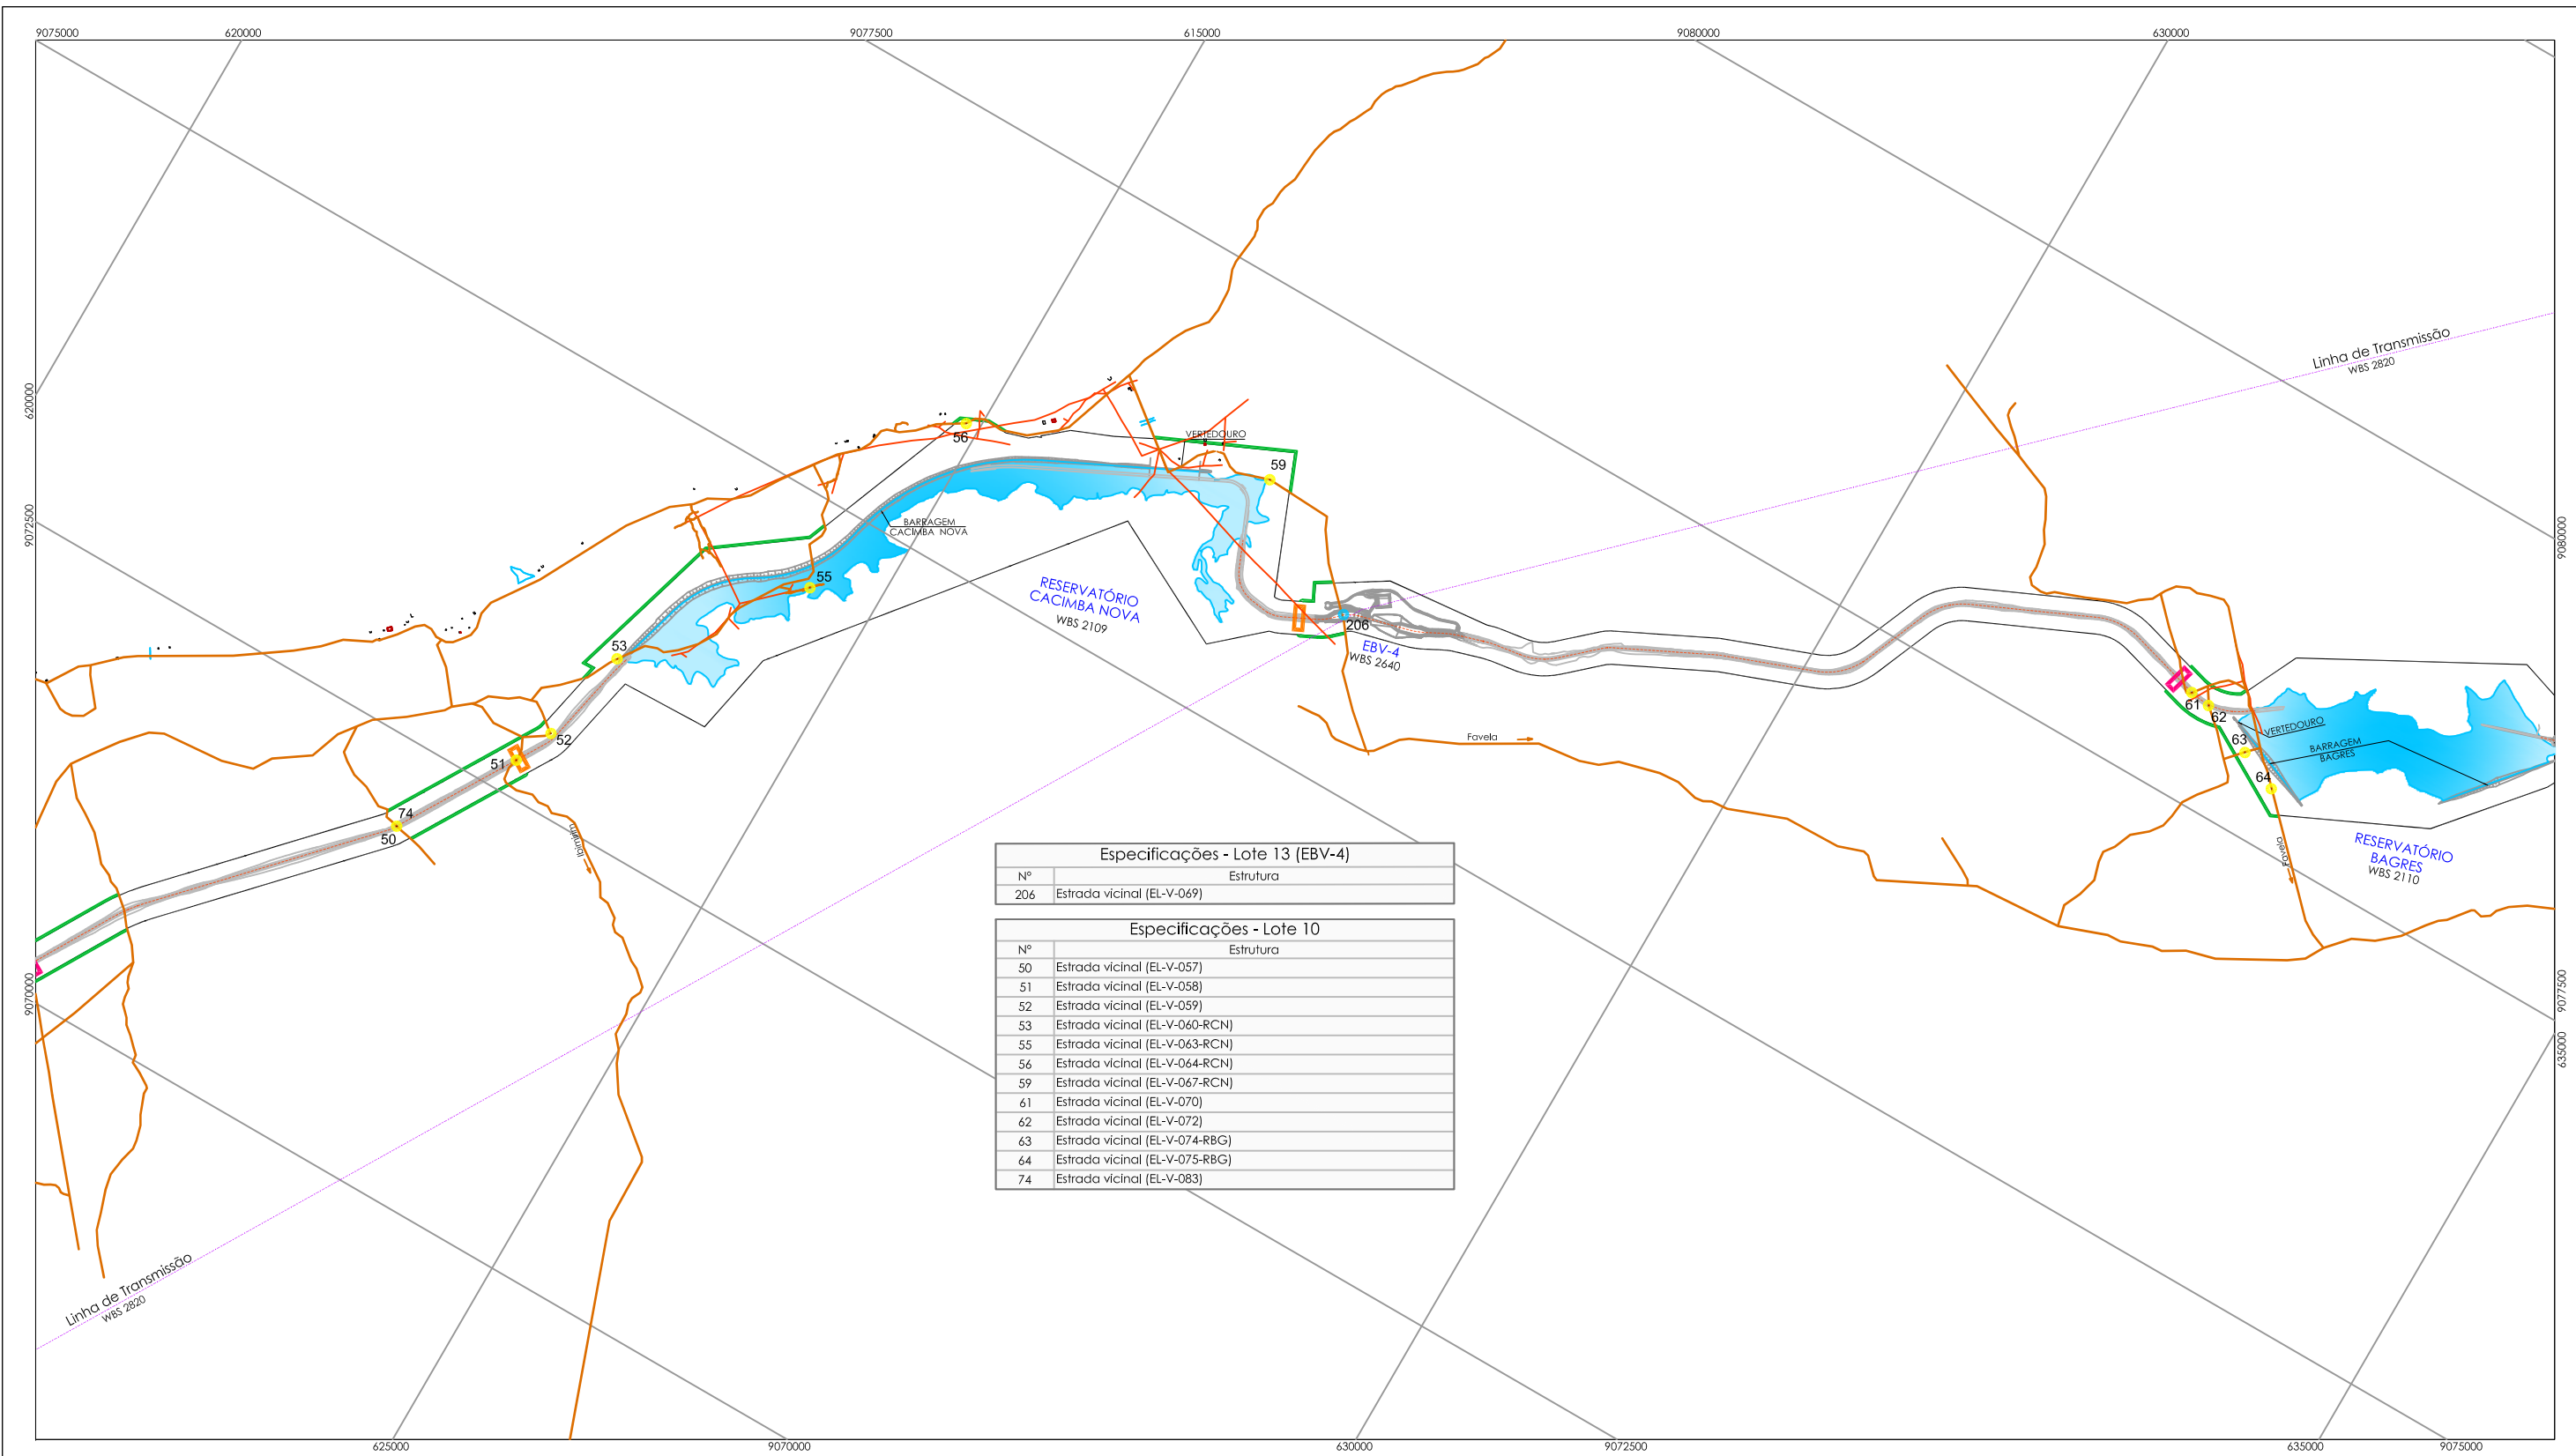 9075000
620000
9077500
615000
9080000
630000
Linha de Transmissão
WBS 2820
620000
9072500
9070000
9080000
9077500
635000
56
VERTEDOURO
59
BARRAGEM
CACIMBA NOVA
55
RESERVATÓRIO
CACIMBA NOVA
WBS 2109
53
206
EBV-4
WBS 2640
52
51
74
50
Ibimirim
Favela
61
62
VERTEDOURO
63
BARRAGEM
BAGRES
64
Favela
RESERVATÓRIO
BAGRES
WBS 2110
Especificações - Lote 13 (EBV-4)
Nº Estrutura
206 Estrada vicinal (EL-V-069)
Especificações - Lote 10
Nº Estrutura
50 Estrada vicinal (EL-V-057)
51 Estrada vicinal (EL-V-058)
52 Estrada vicinal (EL-V-059)
53 Estrada vicinal (EL-V-060-RCN)
55 Estrada vicinal (EL-V-063-RCN)
56 Estrada vicinal (EL-V-064-RCN)
59 Estrada vicinal (EL-V-067-RCN)
61 Estrada vicinal (EL-V-070)
62 Estrada vicinal (EL-V-072)
63 Estrada vicinal (EL-V-074-RBG)
64 Estrada vicinal (EL-V-075-RBG)
74 Estrada vicinal (EL-V-083)
Linha de Transmissão
WBS 2820
625000
9070000
630000
9072500
635000
9075000